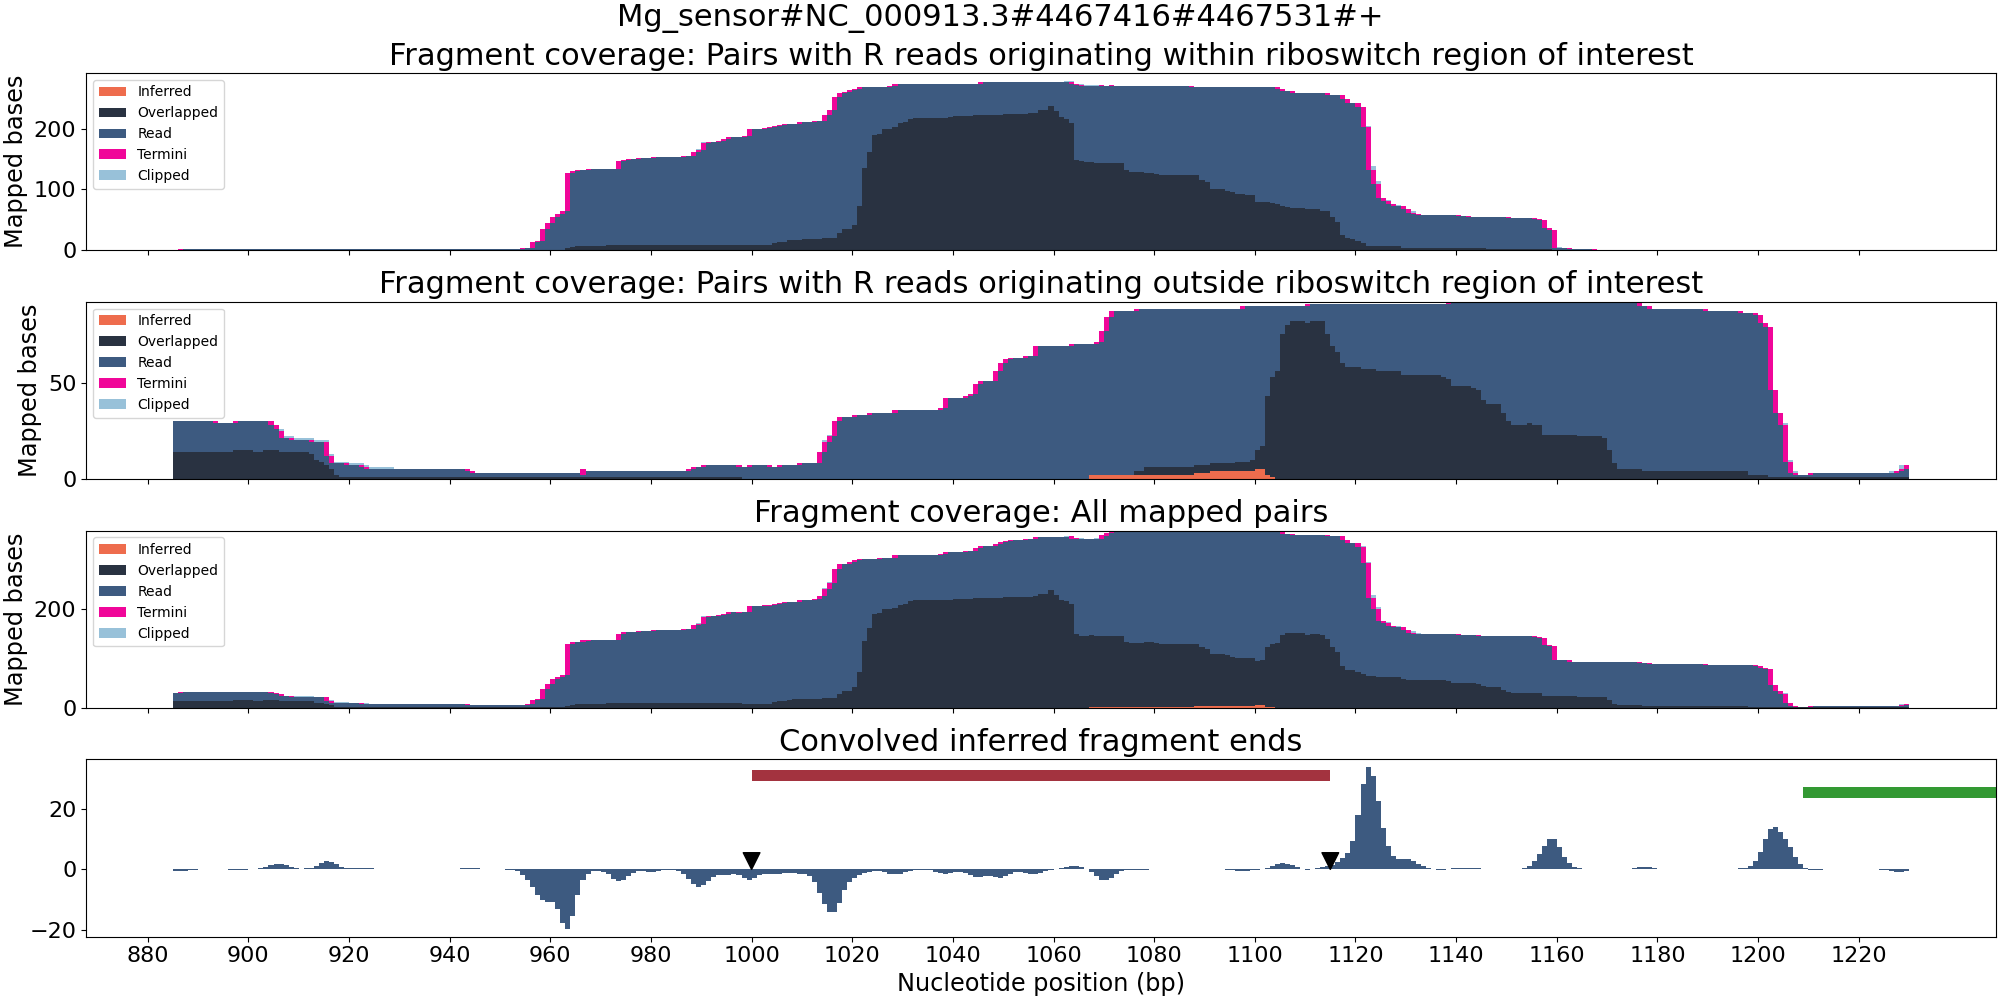 Mg_sensor#NC_000913.3#4467416#4467531#+
Fragment coverage: Pairs with R reads originating within riboswitch region of interest
Mapped bases
200
100
0
Inferred
Overlapped
Read
Termini
Clipped
Fragment coverage: Pairs with R reads originating outside riboswitch region of interest
Mapped bases
50
0
Inferred
Overlapped
Read
Termini
Clipped
Fragment coverage: All mapped pairs
Mapped bases
200
0
Inferred
Overlapped
Read
Termini
Clipped
Convolved inferred fragment ends
20
0
−20
880 900 920 940 960 980 1000 1020 1040 1060 1080 1100 1120 1140 1160 1180 1200 1220
Nucleotide position (bp)